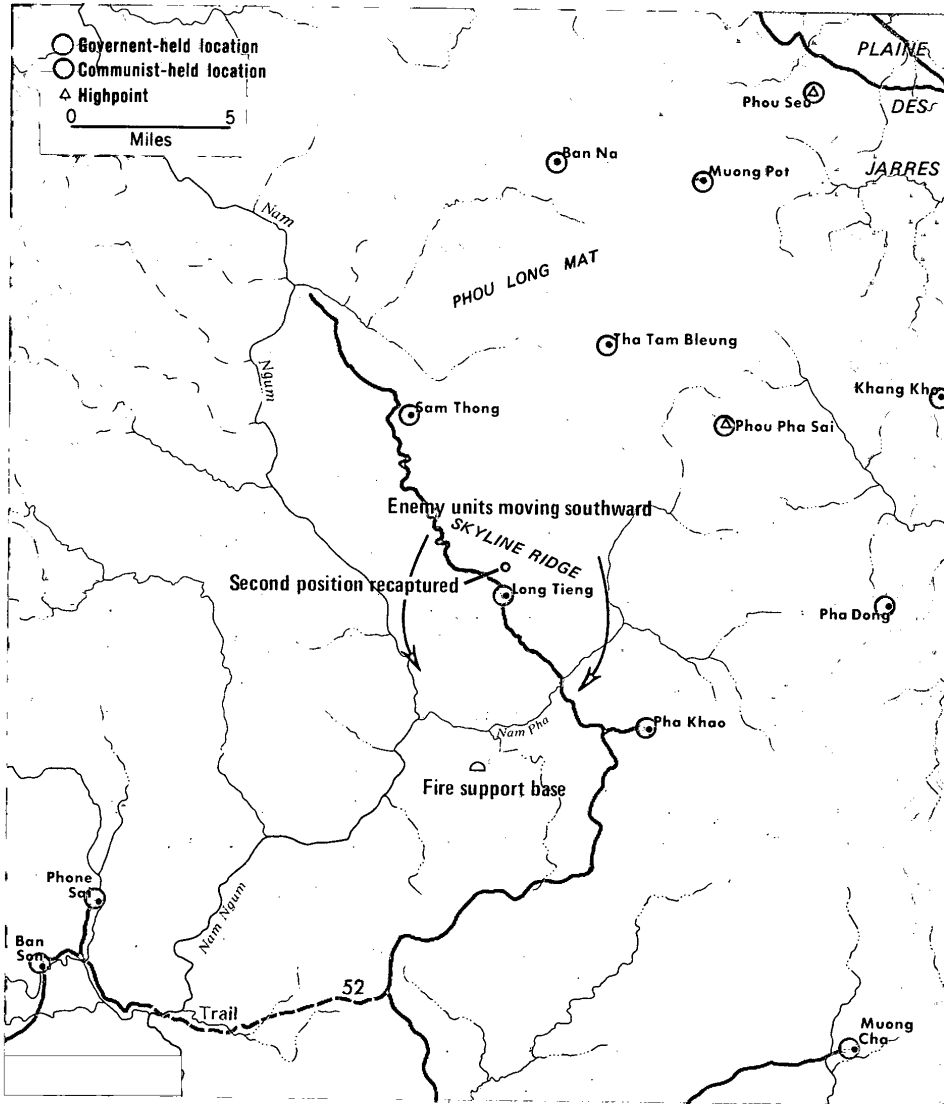 Governent-held location
Communist-held location
Highpoint
0 5
Miles
PLAINE
DES
JARRES
Phou Seu
Ban Na
Muong Pot
Nam
PHOU LONG MAT
Tha Tam Bleung
Ngum
Khang Kho
Sam Thong
Phou Pha Sai
Enemy units moving southward
SKYLINE RIDGE
Second position recaptured
Long Tieng
Pha Dong
Pha Khao
Nam Pha
Fire support base
Phone
Sai
Nam Ngum
Ban
Son
52
Trail
Muong
Cha